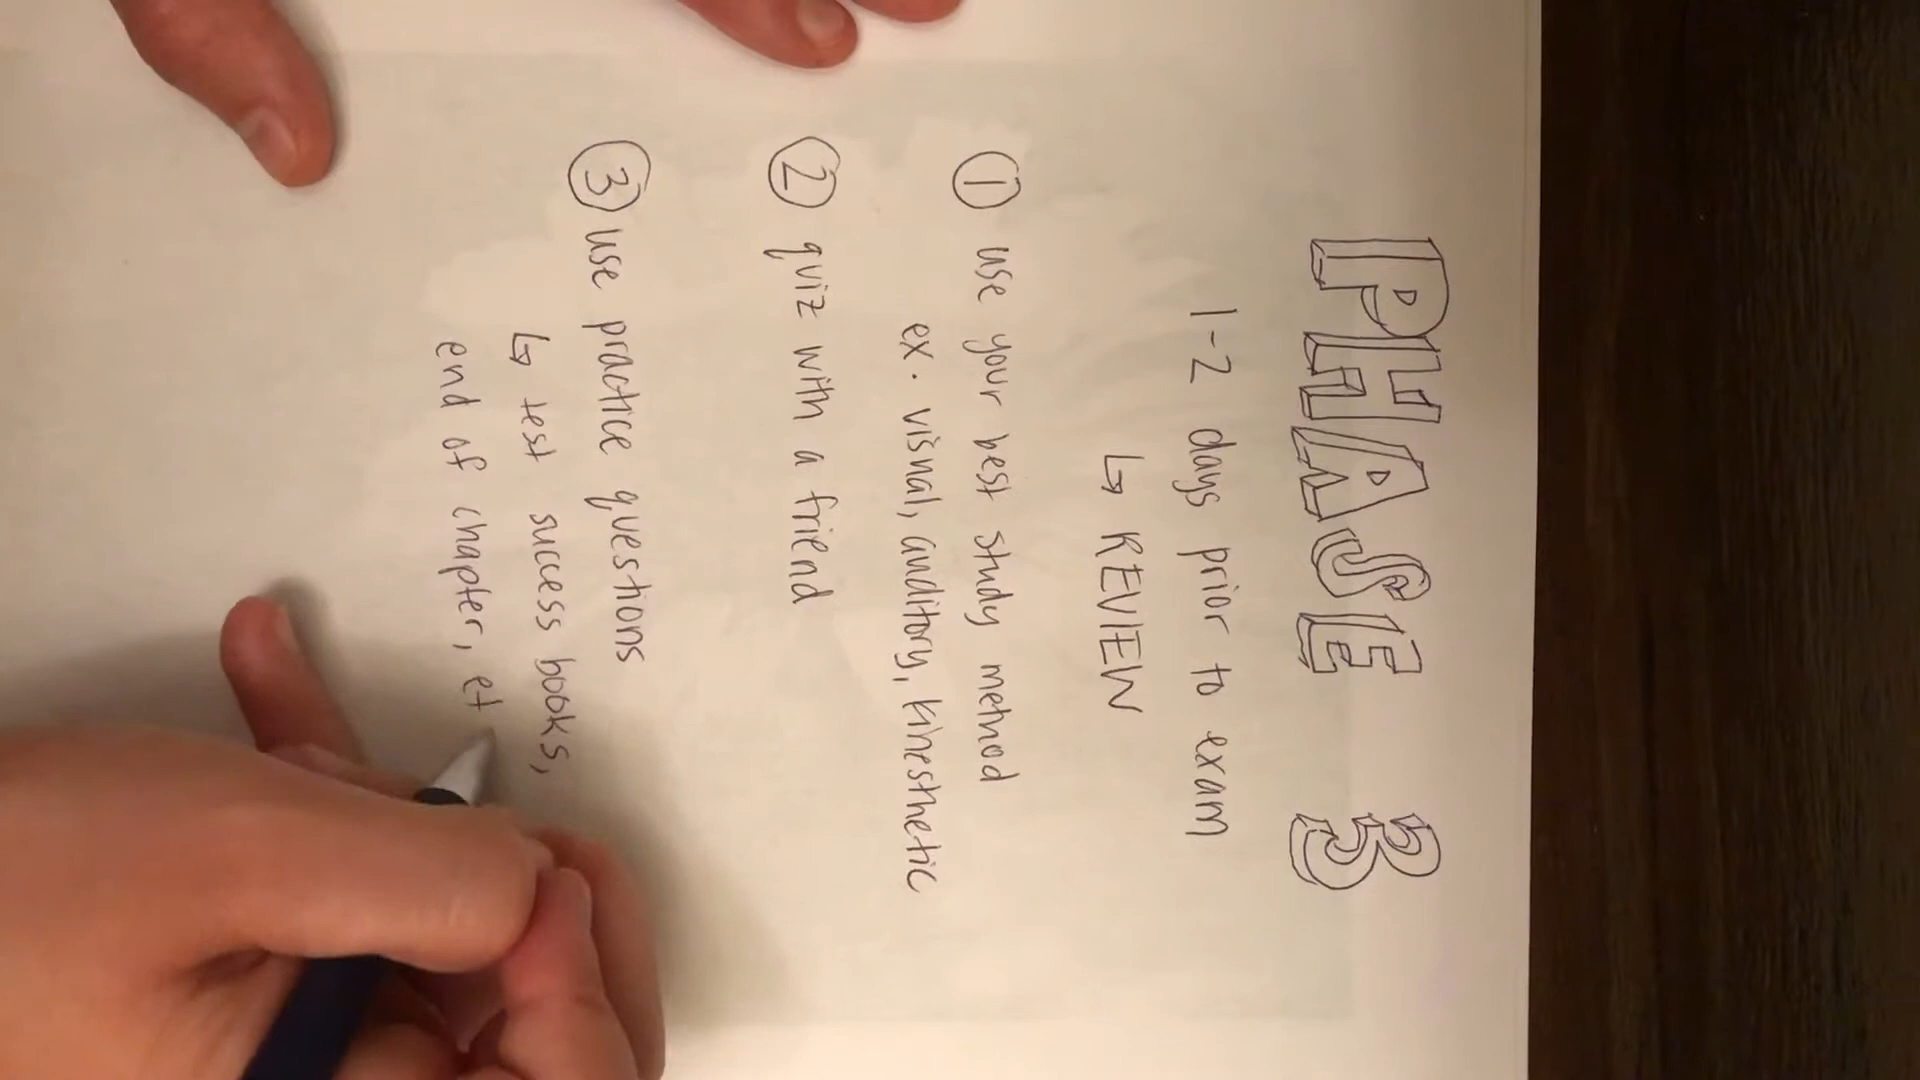 PHASE 3
1-2 days prior to exam
↳ REVIEW
① use your best study method
ex. visual, auditory, kinesthetic
② quiz with a friend
③ use practice questions
↳ test success books,
end of chapter, et